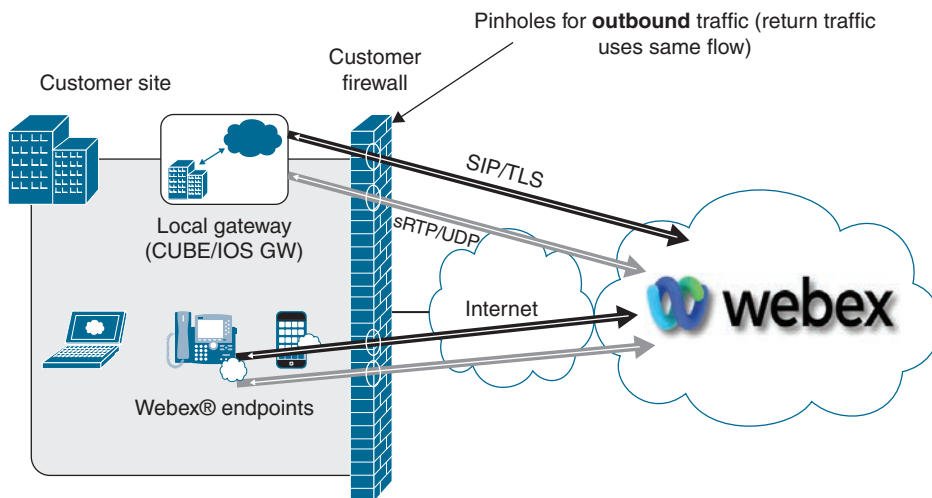 Pinholes for outbound traffic (return traffic
uses same flow)
Customer
firewall
Customer site
SIP/TLS
sRTP/UDP
Local gateway
(CUBE/IOS GW)
Internet
webex
Webex® endpoints